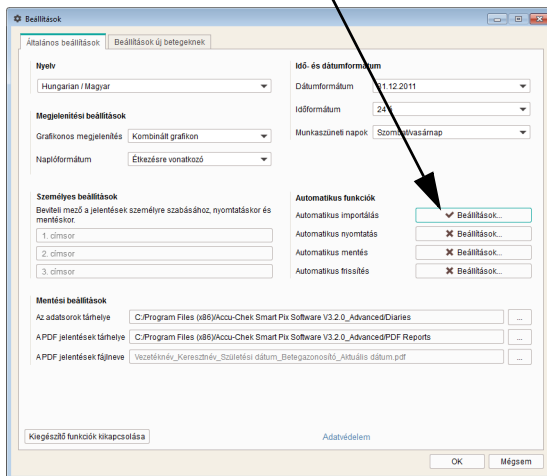 Beállítások
Általános beállítások
Beállítások új betegeknek
Nyelv
Hungarian / Magyar
Megjelenítési beállítások
Grafikonos megjelenítés Kombinált grafikon
Naplóformátum Étkezésre vonatkozó
Idő- és dátumformátum
Dátumformátum 31.12.2011
Időformátum
Munkaszüneti napok Szombat/vasárnap
Személyes beállítások
Beviteli mező a jelentések személyre szabásához, nyomtatáskor és
mentéskor.
1. címsor
2. címsor
3. címsor
Automatikus funkciók
Automatikus importálás Beállítások...
Automatikus nyomtatás Beállítások...
Automatikus mentés Beállítások...
Automatikus frissítés Beállítások...
Mentési beállítások
Az adatsorok tárhelye C:/Program Files (x86)/Accu-Chek Smart Pix Software V3.2.0_Advanced/Diaries ...
A PDF jelentések tárhelye C:/Program Files (x86)/Accu-Chek Smart Pix Software V3.2.0_Advanced/PDF Reports ...
A PDF jelentések fájlneve Vezetéknév_Keresztnév_Születési dátum_Betegazonosító_Aktuális dátum.pdf ...
Kiegészítő funkciók kikapcsolása
Adatvédelem
OK
Mégsem